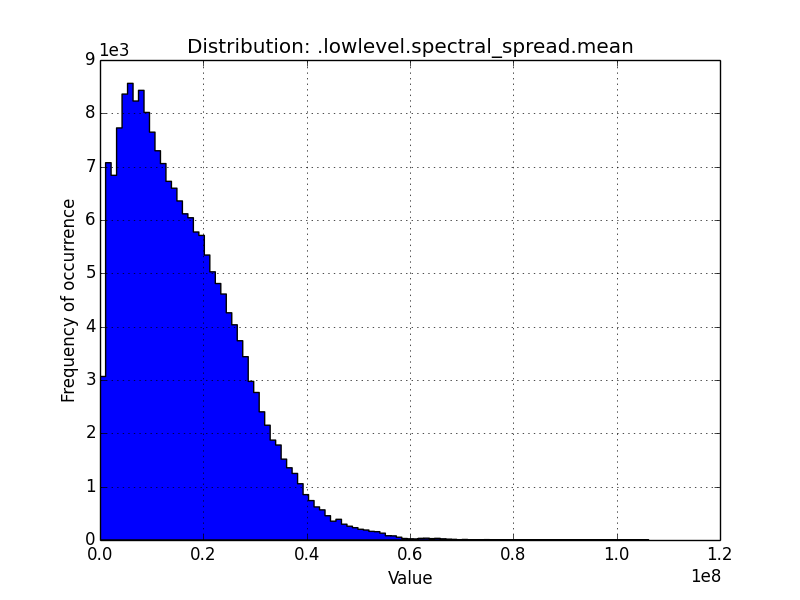 Distribution: .lowlevel.spectral_spread.mean
1e3
9
8
7
6
5
4
3
2
1
0
Frequency of occurrence
0.0 0.2 0.4 0.6 0.8 1.0 1.2
Value
1e8